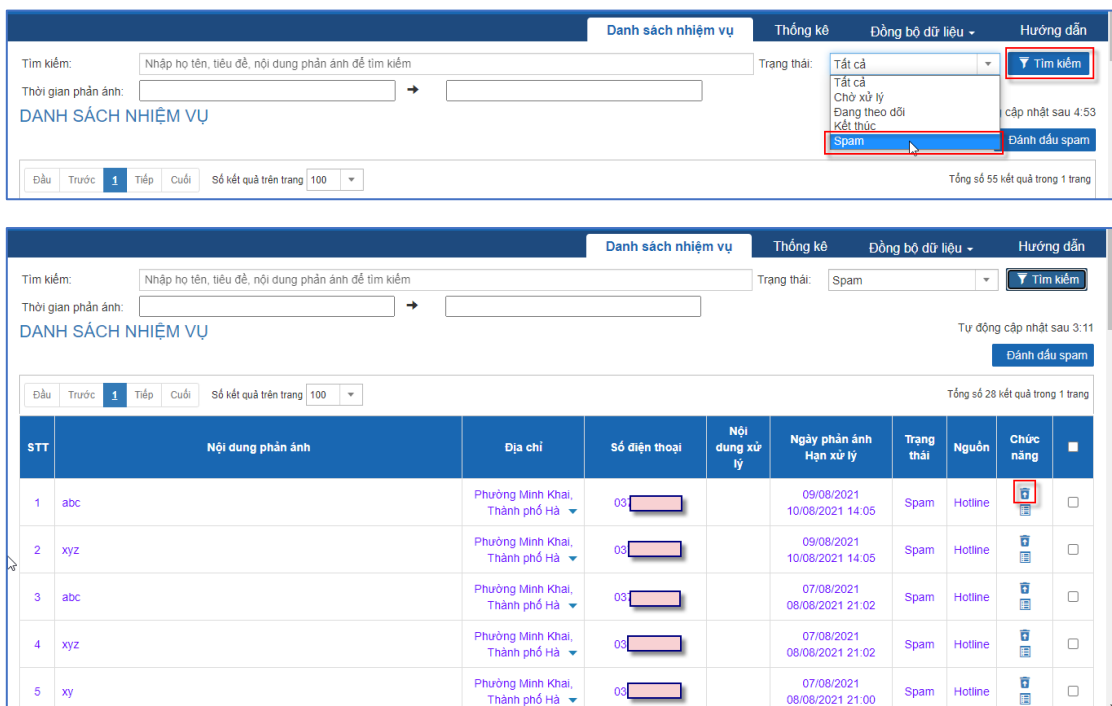 Danh sách nhiệm vụ Thống kê Đồng bộ dữ liệu Hướng dẫn
Tìm kiếm: Nhập họ tên, tiêu đề, nội dung phản ánh để tìm kiếm Trạng thái: Tất cả Tìm kiếm
Tất cả
Chờ xử lý
Thời gian phản ánh:
Đang theo dõi
DANH SÁCH NHIỆM VỤ cập nhật sau 4:53
Kết thúc
Spam
Đánh dấu spam
Đầu Trước 1 Tiếp Cuối Số kết quả trên trang 100 Tổng số 55 kết quả trong 1 trang
Danh sách nhiệm vụ Thống kê Đồng bộ dữ liệu Hướng dẫn
Tìm kiếm: Nhập họ tên, tiêu đề, nội dung phản ánh để tìm kiếm Trạng thái: Spam Tìm kiếm
Thời gian phản ánh:
DANH SÁCH NHIỆM VỤ Tự động cập nhật sau 3:11
Đánh dấu spam
Đầu Trước 1 Tiếp Cuối Số kết quả trên trang 100 Tổng số 28 kết quả trong 1 trang
STT Nội dung phản ánh Địa chỉ Số điện thoại Nội dung xử lý Ngày phản ánh Hạn xử lý Trạng thái Nguồn Chức năng
1 abc Phường Minh Khai, Thành phố Hà 037 09/08/2021 10/08/2021 14:05 Spam Hotline
2 xyz Phường Minh Khai, Thành phố Hà 03 09/08/2021 10/08/2021 14:05 Spam Hotline
3 abc Phường Minh Khai, Thành phố Hà 037 07/08/2021 08/08/2021 21:02 Spam Hotline
4 xyz Phường Minh Khai, Thành phố Hà 03 07/08/2021 08/08/2021 21:02 Spam Hotline
5 xy Phường Minh Khai, Thành phố Hà 03 07/08/2021 08/08/2021 21:00 Spam Hotline